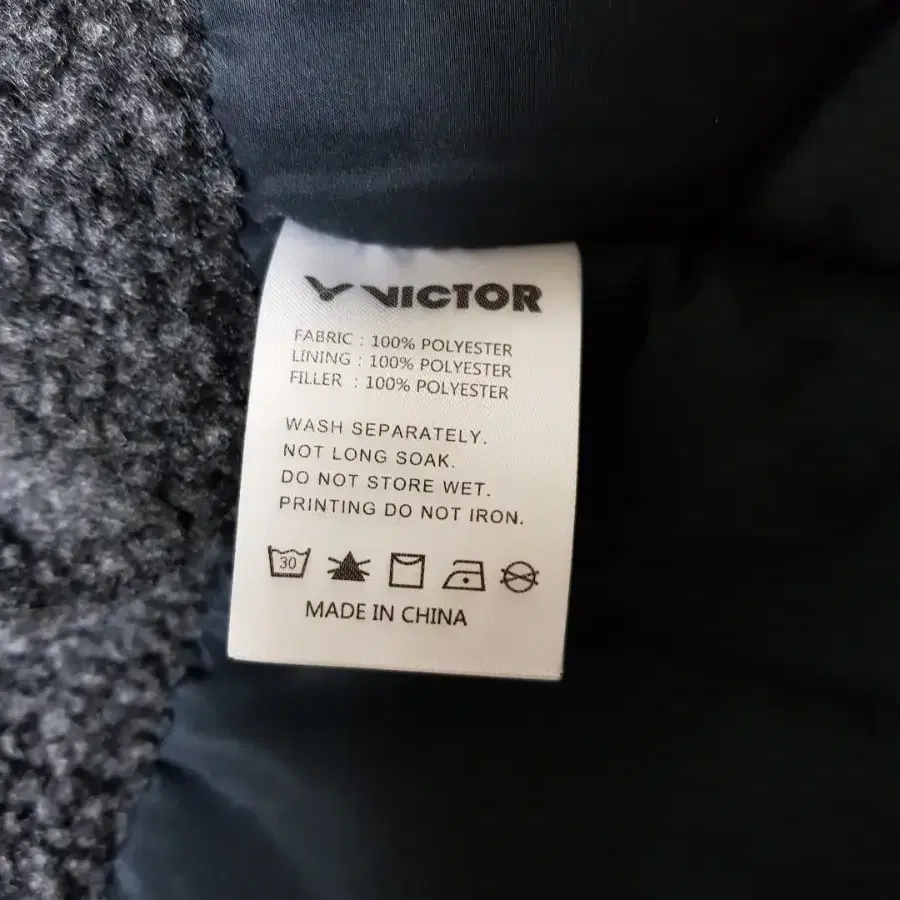 VICTOR
FABRIC : 100% POLYESTER
LINING : 100% POLYESTER
FILLER : 100% POLYESTER
WASH SEPARATELY.
NOT LONG SOAK.
DO NOT STORE WET.
PRINTING DO NOT IRON.
30
MADE IN CHINA